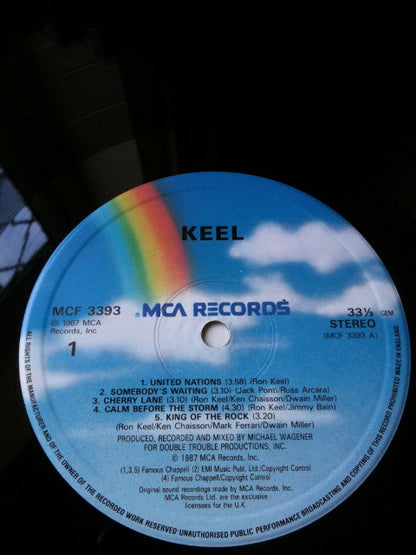 KEEL
MCF 3393
℗ 1987 MCA
Records, Inc
1
MCA RECORDS
33⅓
GEM
STEREO
(MCF 3393 A)
1. UNITED NATIONS (3.58) (Ron Keel)
2. SOMEBODY'S WAITING (3.10) (Jack Ponti/Russ Arcara)
3. CHERRY LANE (3.10) (Ron Keel/Ken Chaisson/Dwain Miller)
4. CALM BEFORE THE STORM (4.30) (Ron Keel/Jimmy Bain)
5. KING OF THE ROCK (3.20)
(Ron Keel/Ken Chaisson/Mark Ferrari/Dwain Miller)
PRODUCED, RECORDED AND MIXED BY MICHAEL WAGENER
FOR DOUBLE TROUBLE PRODUCTIONS, INC.
℗ 1987 MCA Records, Inc.
(1,3,5) Famous Chappell (2) EMI Music Publ. Ltd./Copyright Control
(4) Famous Chappell/Copyright Control
Original sound recordings made by MCA Records, Inc.
MCA Records Ltd. are the exclusive
licensees for the U.K.
ALL RIGHTS OF THE MANUFACTURER AND OF THE OWNER OF THE RECORDED WORK RESERVED·UNAUTHORISED PUBLIC PERFORMANCE BROADCASTING AND COPYING OF THIS RECORD PROHIBITED. MADE IN ENGLAND